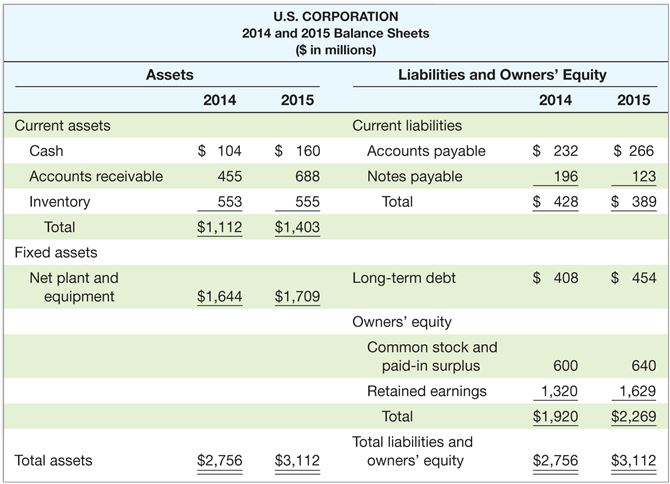 U.S. CORPORATION
2014 and 2015 Balance Sheets
($ in millions)
Assets Liabilities and Owners' Equity
2014 2015 2014 2015
Current assets Current liabilities
Cash $ 104 $ 160 Accounts payable $ 232 $ 266
Accounts receivable 455 688 Notes payable 196 123
Inventory 553 555 Total $ 428 $ 389
Total $1,112 $1,403
Fixed assets
Net plant and Long-term debt $ 408 $ 454
equipment $1,644 $1,709
Owners' equity
Common stock and
paid-in surplus 600 640
Retained earnings 1,320 1,629
Total $1,920 $2,269
Total liabilities and
Total assets $2,756 $3,112 owners' equity $2,756 $3,112